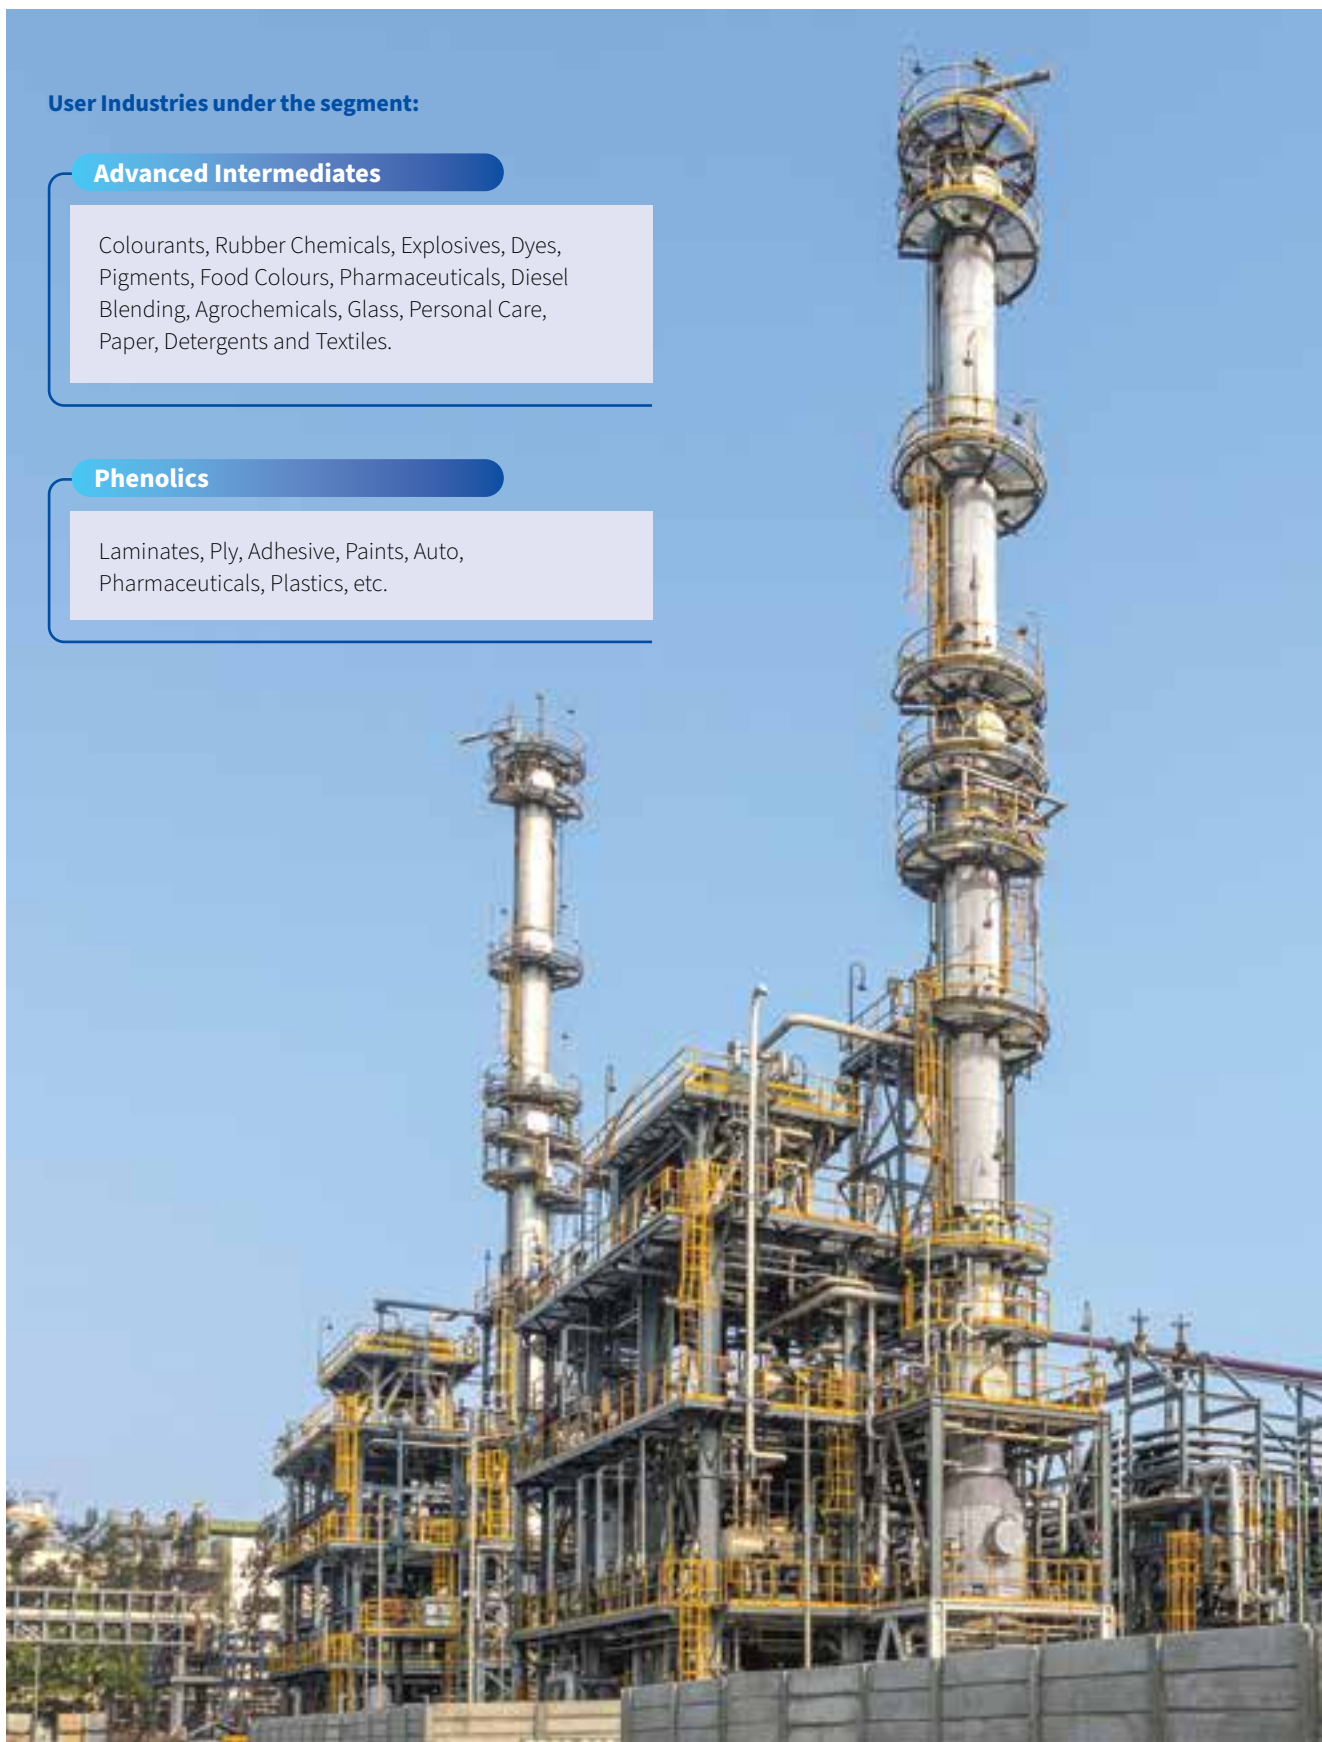 User Industries under the segment:
Advanced Intermediates
Colourants, Rubber Chemicals, Explosives, Dyes,
Pigments, Food Colours, Pharmaceuticals, Diesel
Blending, Agrochemicals, Glass, Personal Care,
Paper, Detergents and Textiles.
Phenolics
Laminates, Ply, Adhesive, Paints, Auto,
Pharmaceuticals, Plastics, etc.